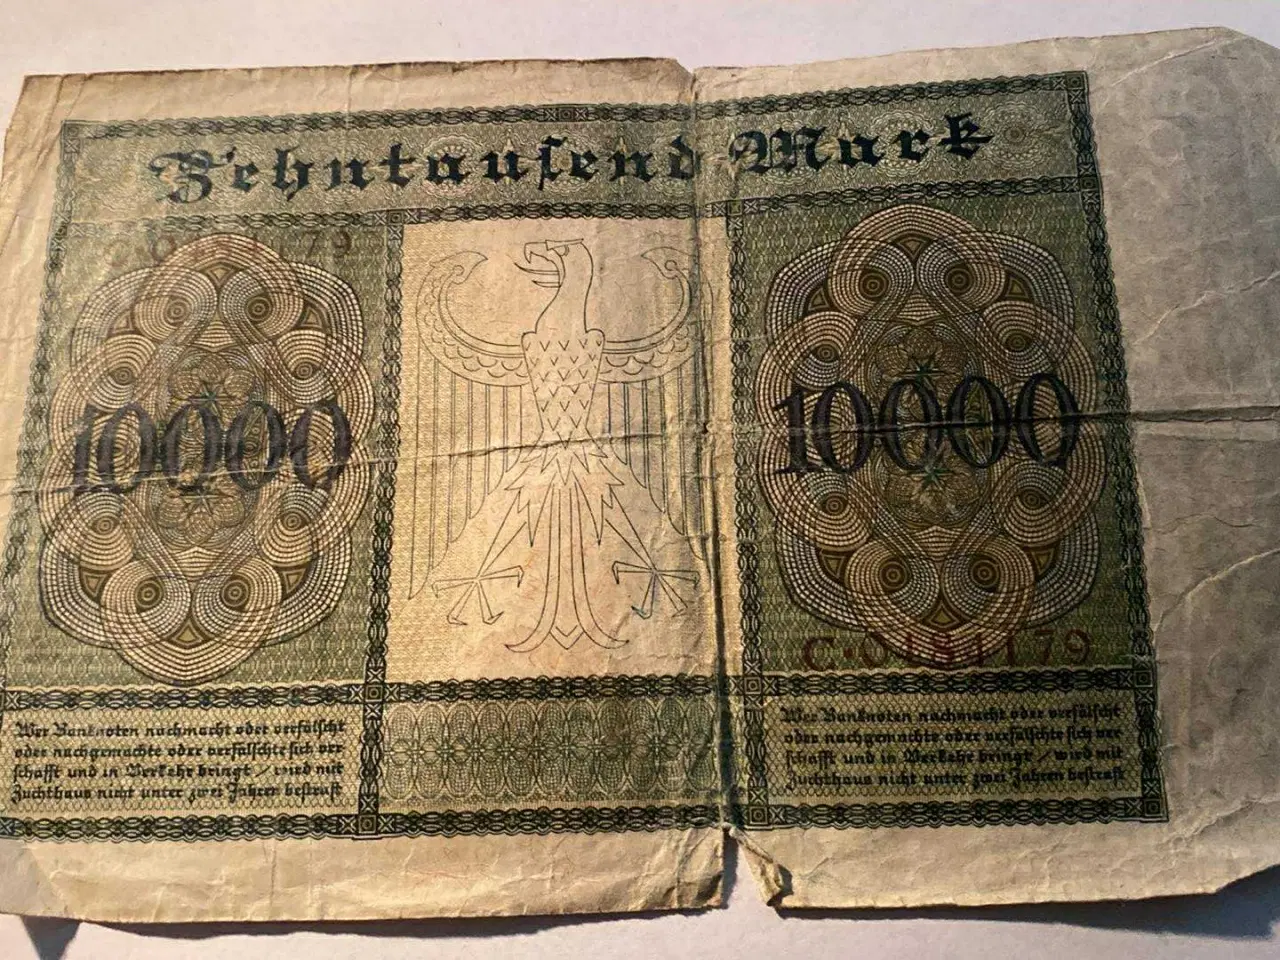 Zehntausend Mark
10000
10000
Wer Banknoten nachmacht oder verfälscht
oder nachgemachte oder verfälschte sich ver-
schafft und in Verkehr bringt / wird mit
Zuchthaus nicht unter zwei Jahren bestraft
C·0181179
Wer Banknoten nachmacht oder verfälscht
oder nachgemachte oder verfälschte sich ver-
schafft und in Verkehr bringt / wird mit
Zuchthaus nicht unter zwei Jahren bestraft